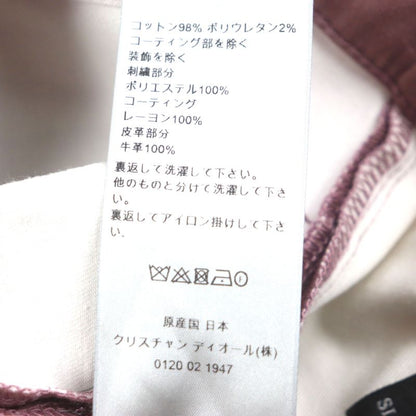 コットン98% ポリウレタン2%
コーティング部を除く
装飾を除く
刺繍部分
ポリエステル100%
コーティング
レーヨン100%
皮革部分
牛革100%
裏返して洗濯して下さい。
他のものと分けて洗濯して下さ
い。
裏返してアイロン掛けして下さい
.
原産国 日本
クリスチャン ディオール(株)
0120 02 1947